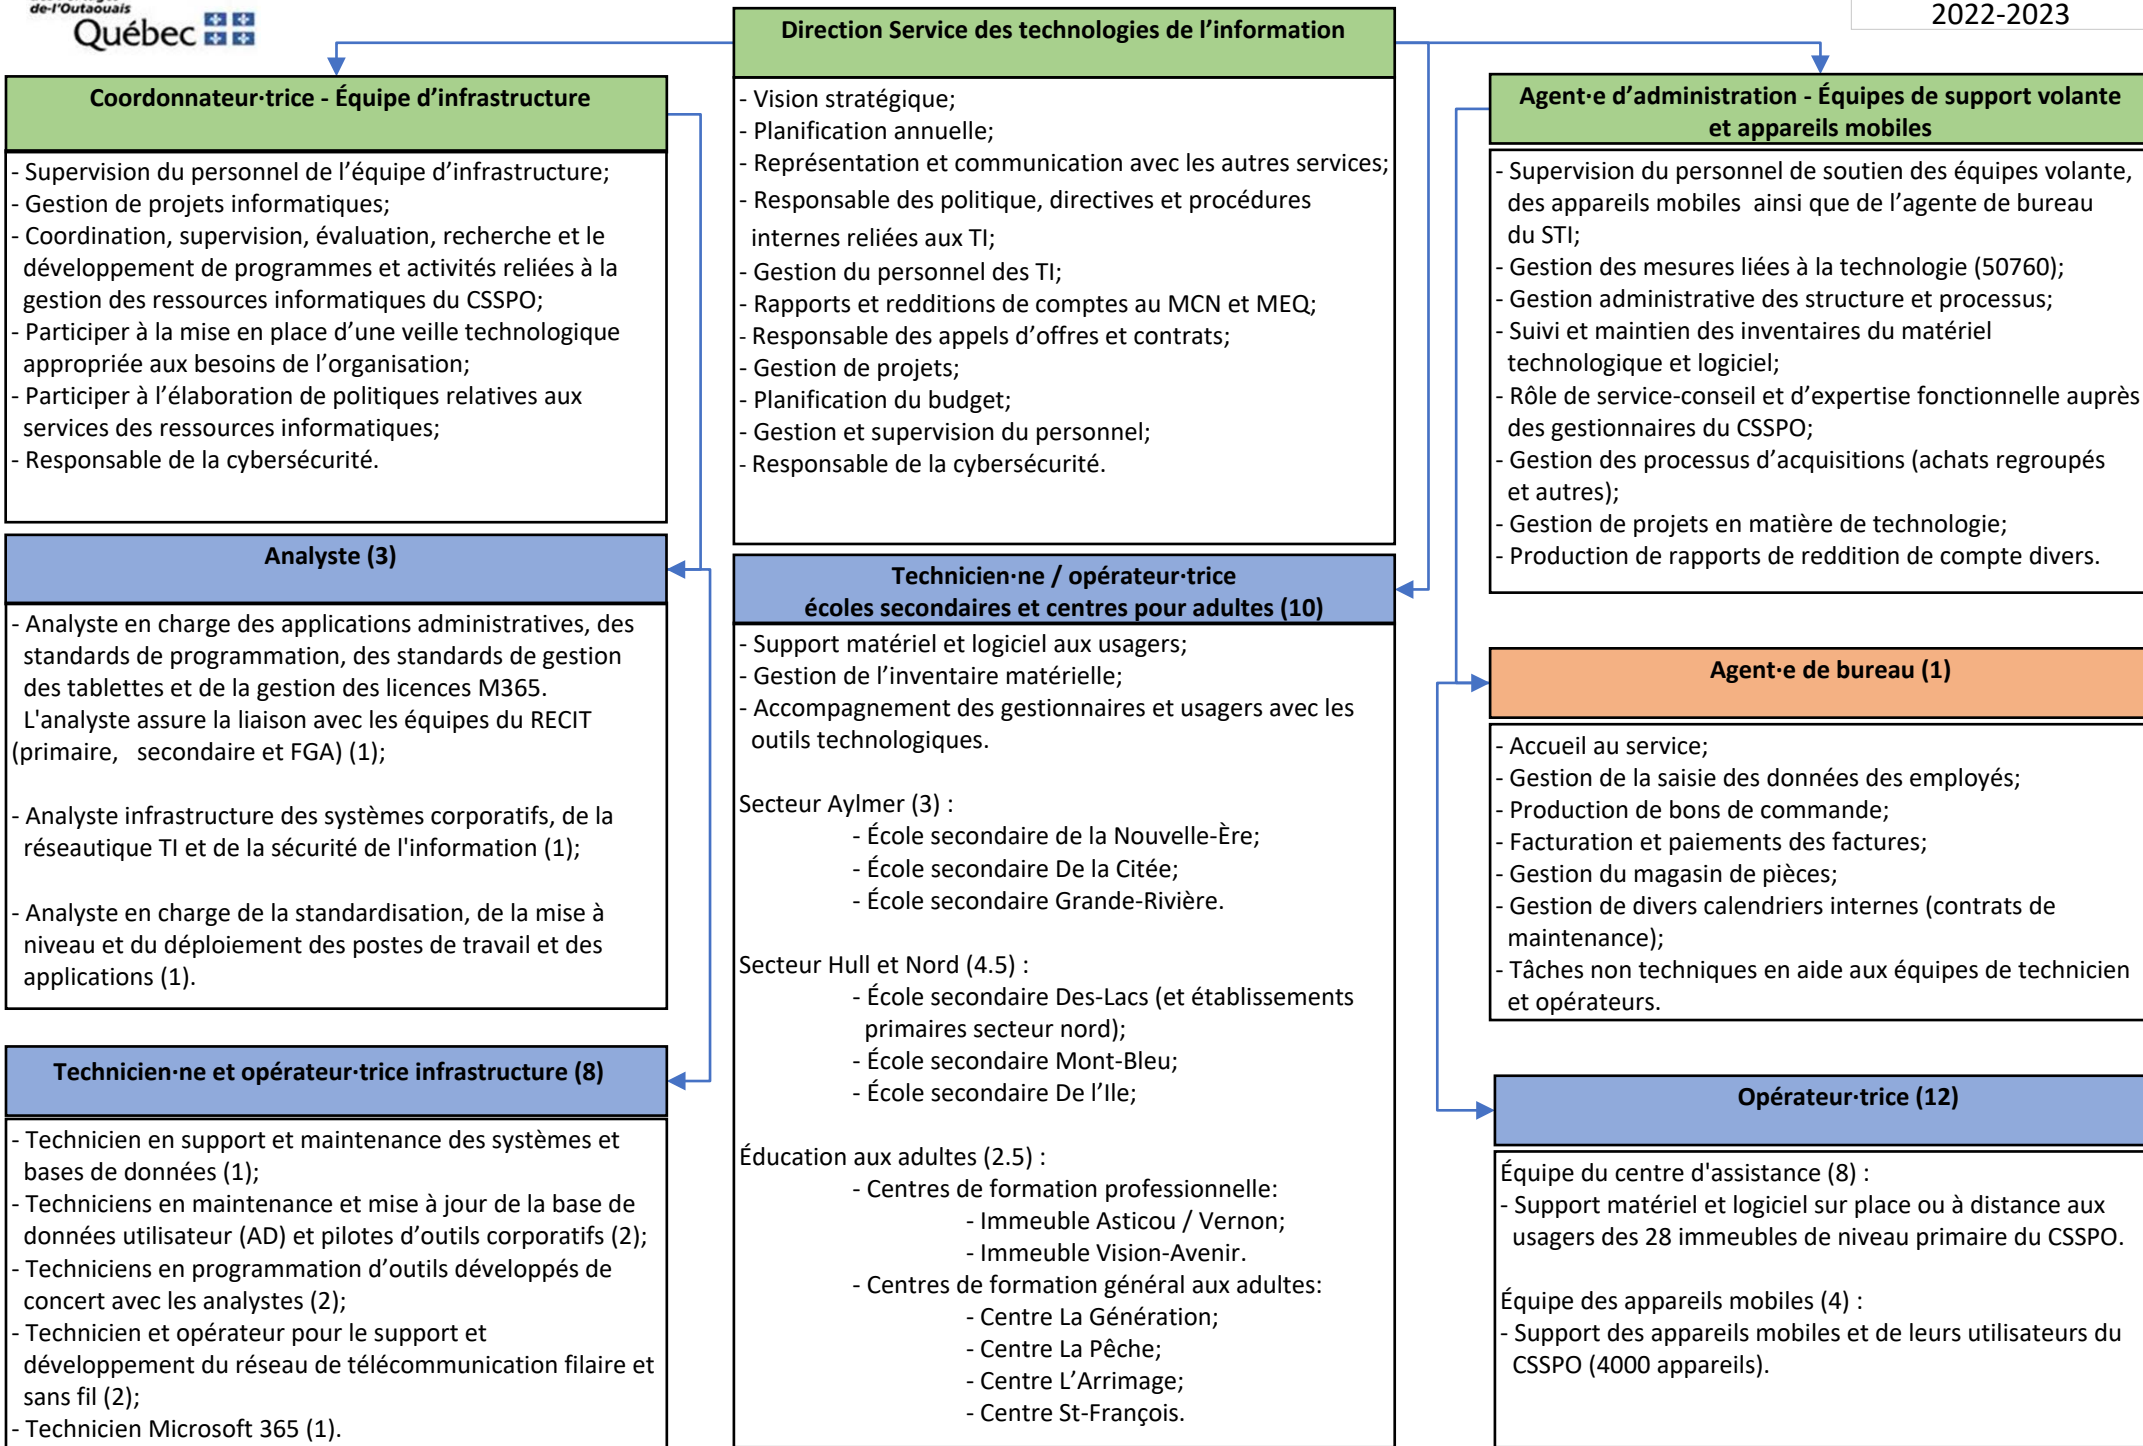 de-l'Outaouais
Québec
2022-2023
Direction Service des technologies de l’information
- Vision stratégique;
- Planification annuelle;
- Représentation et communication avec les autres services;
- Responsable des politique, directives et procédures
internes reliées aux TI;
- Gestion du personnel des TI;
- Rapports et redditions de comptes au MCN et MEQ;
- Responsable des appels d’offres et contrats;
- Gestion de projets;
- Planification du budget;
- Gestion et supervision du personnel;
- Responsable de la cybersécurité.
Coordonnateur·trice - Équipe d’infrastructure
- Supervision du personnel de l’équipe d’infrastructure;
- Gestion de projets informatiques;
- Coordination, supervision, évaluation, recherche et le
développement de programmes et activités reliées à la
gestion des ressources informatiques du CSSPO;
- Participer à la mise en place d’une veille technologique
appropriée aux besoins de l’organisation;
- Participer à l’élaboration de politiques relatives aux
services des ressources informatiques;
- Responsable de la cybersécurité.
Analyste (3)
- Analyste en charge des applications administratives, des
standards de programmation, des standards de gestion
des tablettes et de la gestion des licences M365.
L'analyste assure la liaison avec les équipes du RECIT
(primaire, secondaire et FGA) (1);
- Analyste infrastructure des systèmes corporatifs, de la
réseautique TI et de la sécurité de l'information (1);
- Analyste en charge de la standardisation, de la mise à
niveau et du déploiement des postes de travail et des
applications (1).
Technicien·ne et opérateur·trice infrastructure (8)
- Technicien en support et maintenance des systèmes et
bases de données (1);
- Techniciens en maintenance et mise à jour de la base de
données utilisateur (AD) et pilotes d’outils corporatifs (2);
- Techniciens en programmation d’outils développés de
concert avec les analystes (2);
- Technicien et opérateur pour le support et
développement du réseau de télécommunication filaire et
sans fil (2);
- Technicien Microsoft 365 (1).
Technicien·ne / opérateur·trice
écoles secondaires et centres pour adultes (10)
- Support matériel et logiciel aux usagers;
- Gestion de l’inventaire matérielle;
- Accompagnement des gestionnaires et usagers avec les
outils technologiques.
Secteur Aylmer (3) :
- École secondaire de la Nouvelle-Ère;
- École secondaire De la Citée;
- École secondaire Grande-Rivière.
Secteur Hull et Nord (4.5) :
- École secondaire Des-Lacs (et établissements
primaires secteur nord);
- École secondaire Mont-Bleu;
- École secondaire De l’Ile;
Éducation aux adultes (2.5) :
- Centres de formation professionnelle:
- Immeuble Asticou / Vernon;
- Immeuble Vision-Avenir.
- Centres de formation général aux adultes:
- Centre La Génération;
- Centre La Pêche;
- Centre L’Arrimage;
- Centre St-François.
Agent·e d’administration - Équipes de support volante
et appareils mobiles
- Supervision du personnel de soutien des équipes volante,
des appareils mobiles ainsi que de l’agente de bureau
du STI;
- Gestion des mesures liées à la technologie (50760);
- Gestion administrative des structure et processus;
- Suivi et maintien des inventaires du matériel
technologique et logiciel;
- Rôle de service-conseil et d’expertise fonctionnelle auprès
des gestionnaires du CSSPO;
- Gestion des processus d’acquisitions (achats regroupés
et autres);
- Gestion de projets en matière de technologie;
- Production de rapports de reddition de compte divers.
Agent·e de bureau (1)
- Accueil au service;
- Gestion de la saisie des données des employés;
- Production de bons de commande;
- Facturation et paiements des factures;
- Gestion du magasin de pièces;
- Gestion de divers calendriers internes (contrats de
maintenance);
- Tâches non techniques en aide aux équipes de technicien
et opérateurs.
Opérateur·trice (12)
Équipe du centre d'assistance (8) :
- Support matériel et logiciel sur place ou à distance aux
usagers des 28 immeubles de niveau primaire du CSSPO.
Équipe des appareils mobiles (4) :
- Support des appareils mobiles et de leurs utilisateurs du
CSSPO (4000 appareils).